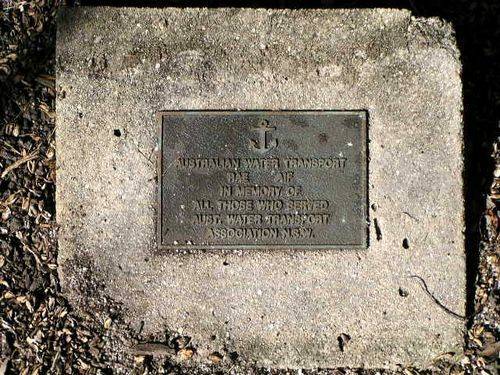 AUSTRALIAN WATER TRANSPORT
RAE AIF
IN MEMORY OF
ALL THOSE WHO SERVED
AUST. WATER TRANSPORT
ASSOCIATION N.S.W.